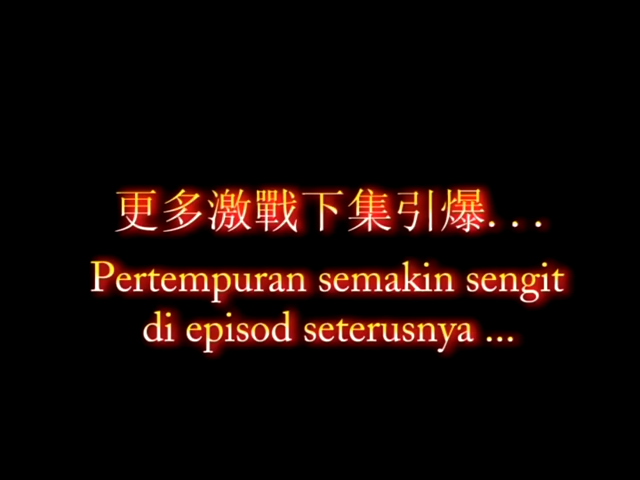 更多激戰下集引爆...
Pertempuran semakin sengit
di episod seterusnya ...